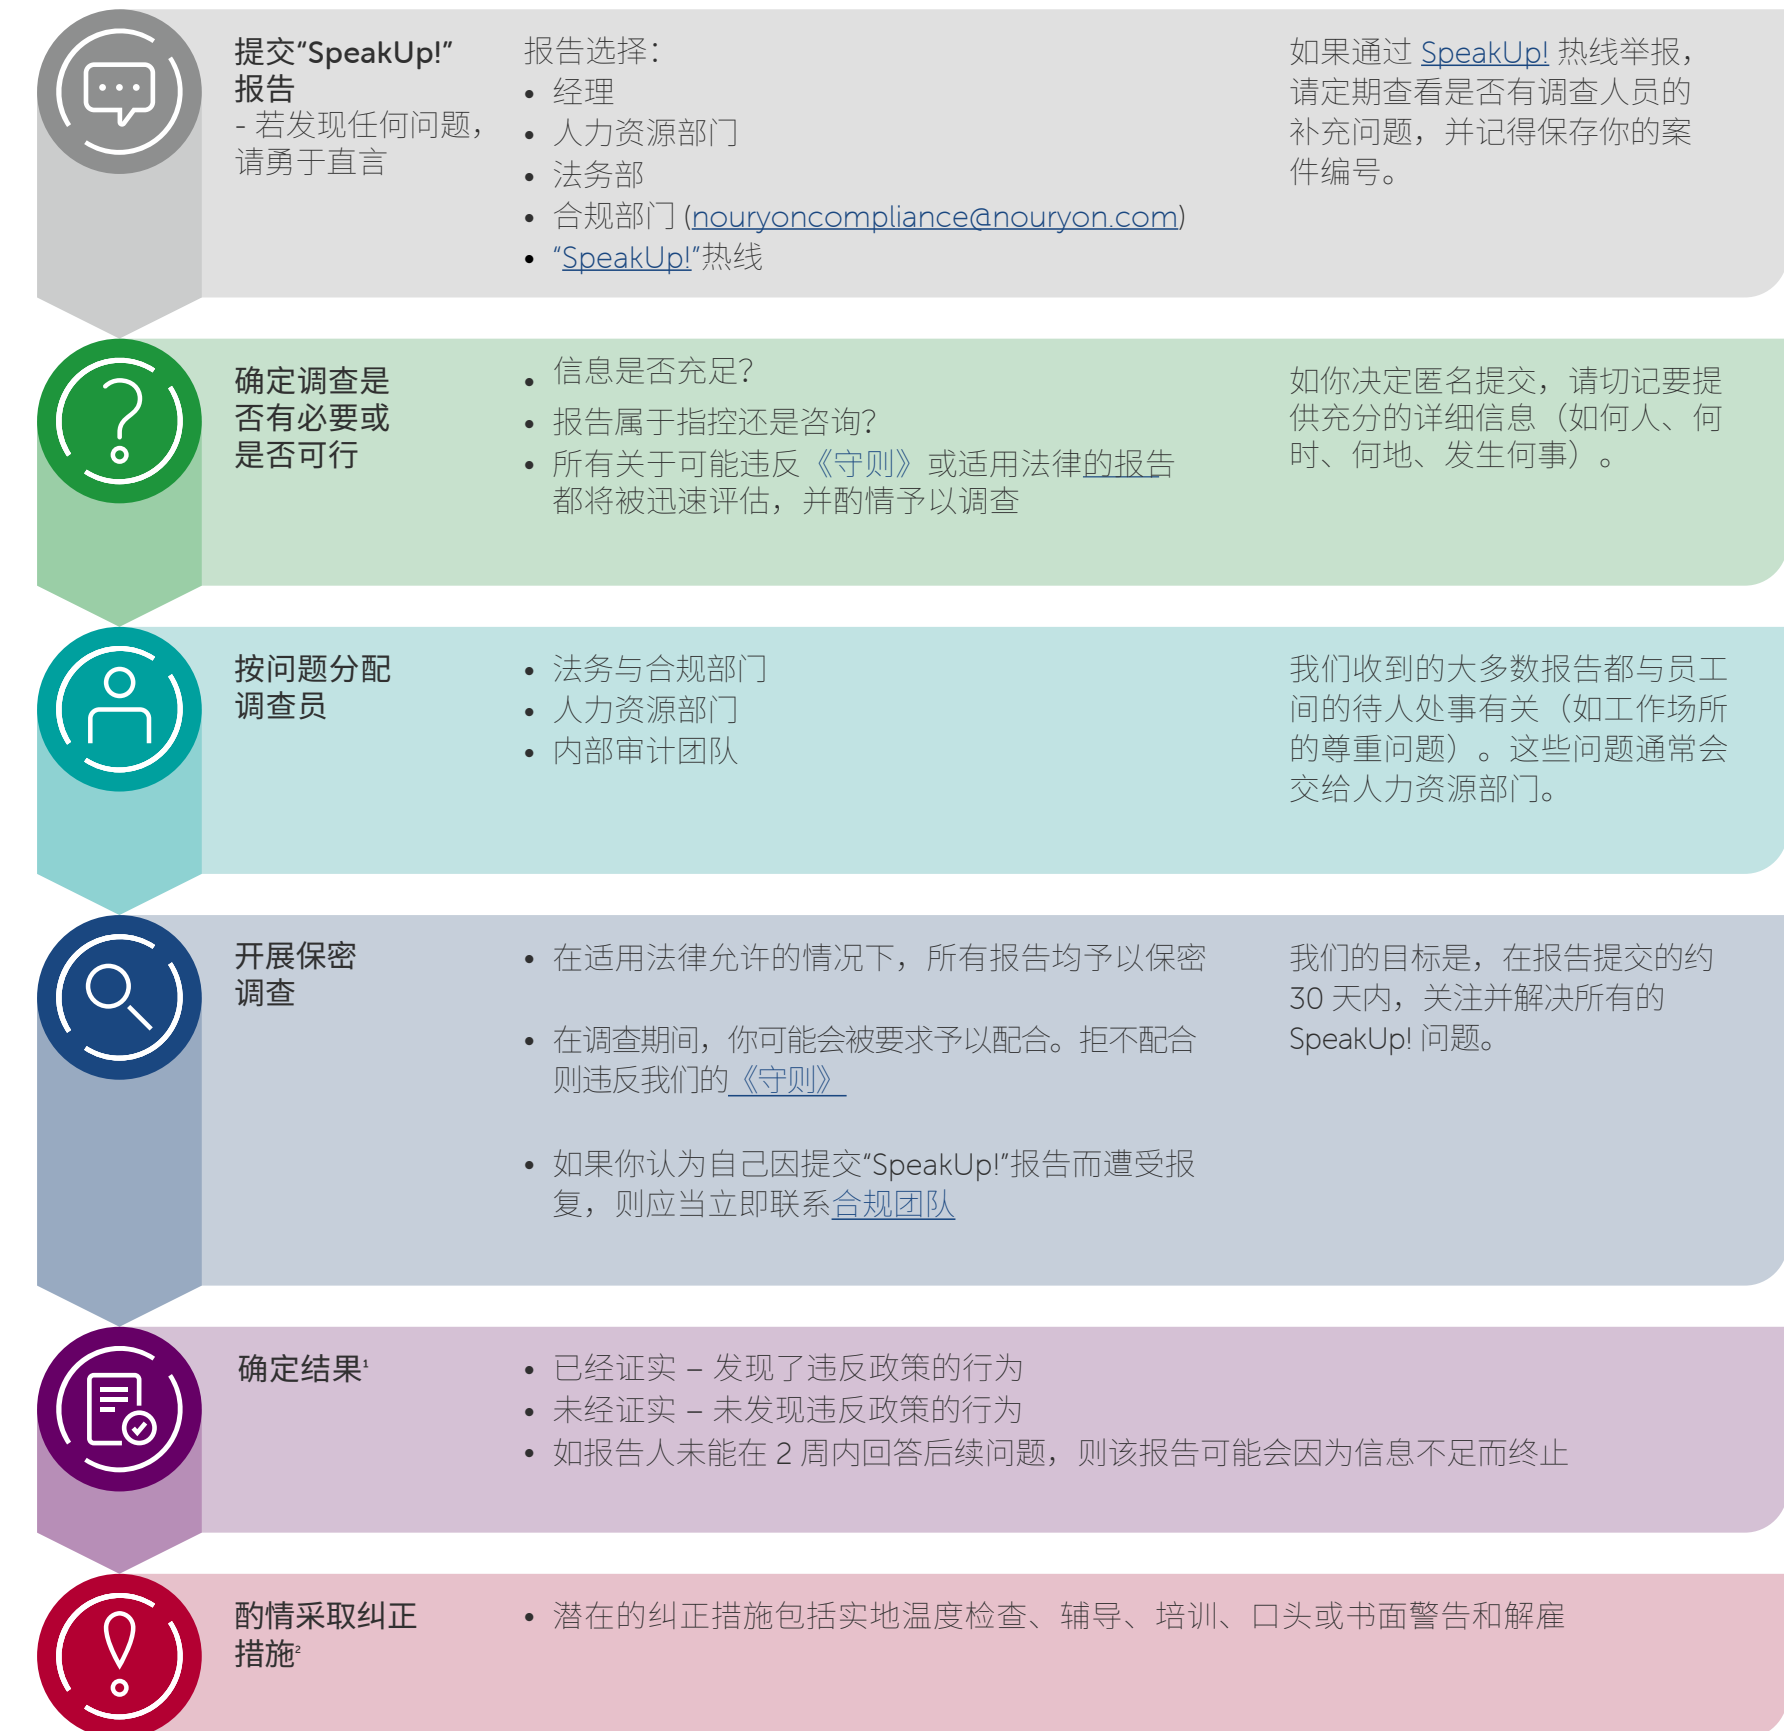 提交“SpeakUp!”
报告
- 若发现任何问题，
请勇于直言
报告选择：
• 经理
• 人力资源部门
• 法务部
• 合规部门 (nouryoncompliance@nouryon.com)
• “SpeakUp!”热线
如果通过 SpeakUp! 热线举报，
请定期查看是否有调查人员的
补充问题，并记得保存你的案
件编号。
确定调查是
否有必要或
是否可行
• 信息是否充足？
• 报告属于指控还是咨询？
• 所有关于可能违反《守则》或适用法律的报告
都将被迅速评估，并酌情予以调查
如你决定匿名提交，请切记要提
供充分的详细信息（如何人、何
时、何地、发生何事）。
按问题分配
调查员
• 法务与合规部门
• 人力资源部门
• 内部审计团队
我们收到的大多数报告都与员工
间的待人处事有关（如工作场所
的尊重问题）。这些问题通常会
交给人力资源部门。
开展保密
调查
• 在适用法律允许的情况下，所有报告均予以保密
• 在调查期间，你可能会被要求予以配合。拒不配合
则违反我们的《守则》
• 如果你认为自己因提交“SpeakUp!”报告而遭受报
复，则应当立即联系合规团队
我们的目标是，在报告提交的约
30 天内，关注并解决所有的
SpeakUp! 问题。
确定结果¹
• 已经证实 – 发现了违反政策的行为
• 未经证实 – 未发现违反政策的行为
• 如报告人未能在 2 周内回答后续问题，则该报告可能会因为信息不足而终止
酌情采取纠正
措施²
• 潜在的纠正措施包括实地温度检查、辅导、培训、口头或书面警告和解雇